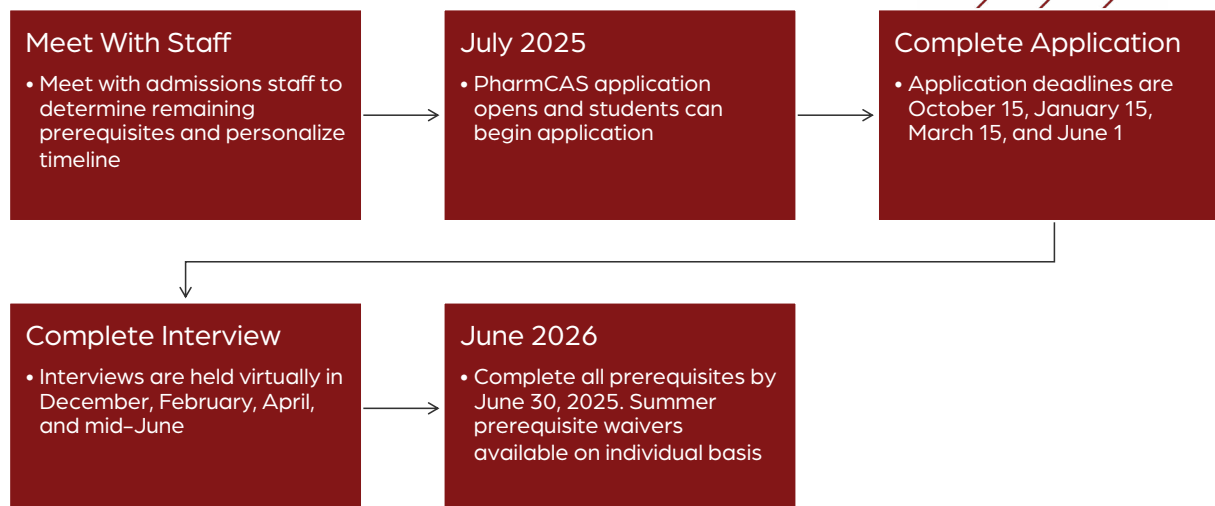 Meet With Staff
• Meet with admissions staff to
determine remaining
prerequisites and personalize
timeline
July 2025
• PharmCAS application
opens and students can
begin application
Complete Application
• Application deadlines are
October 15, January 15,
March 15, and June 1
Complete Interview
• Interviews are held virtually in
December, February, April,
and mid-June
June 2026
• Complete all prerequisites by
June 30, 2025. Summer
prerequisite waivers
available on individual basis